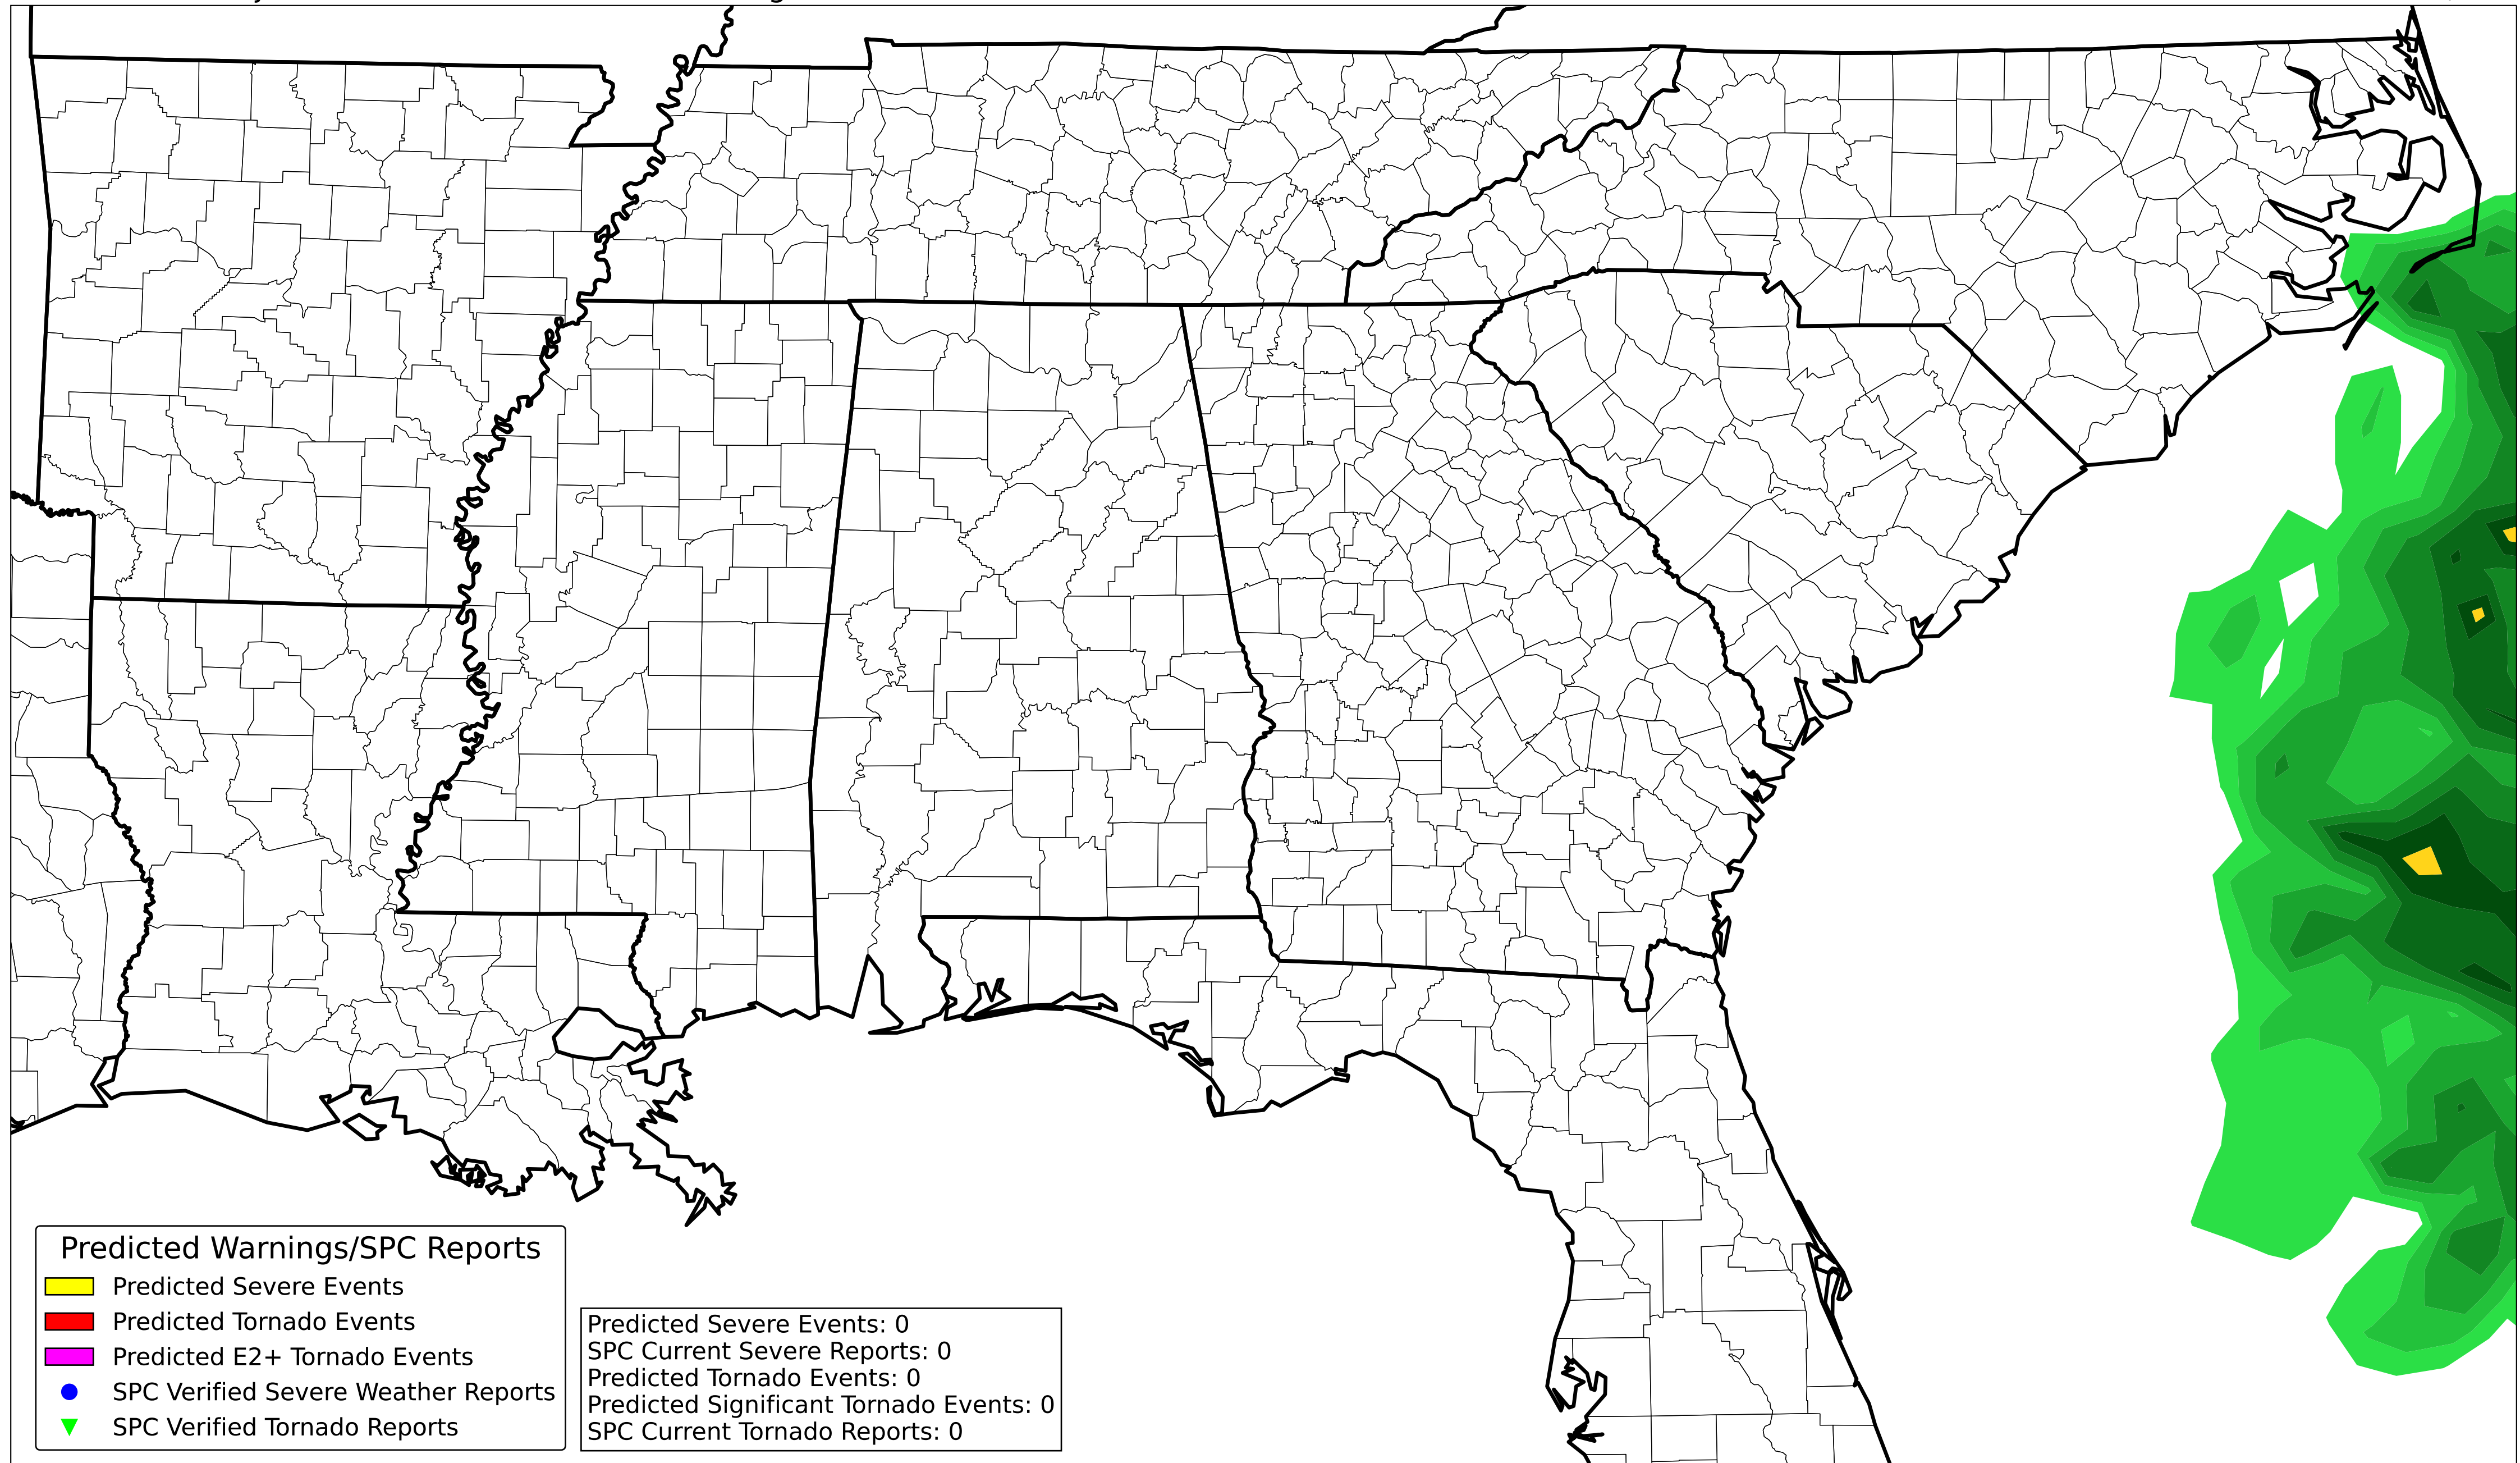 Predicted Warnings/SPC Reports
Predicted Severe Events
Predicted Tornado Events
Predicted E2+ Tornado Events
SPC Verified Severe Weather Reports
SPC Verified Tornado Reports
Predicted Severe Events: 0
SPC Current Severe Reports: 0
Predicted Tornado Events: 0
Predicted Significant Tornado Events: 0
SPC Current Tornado Reports: 0